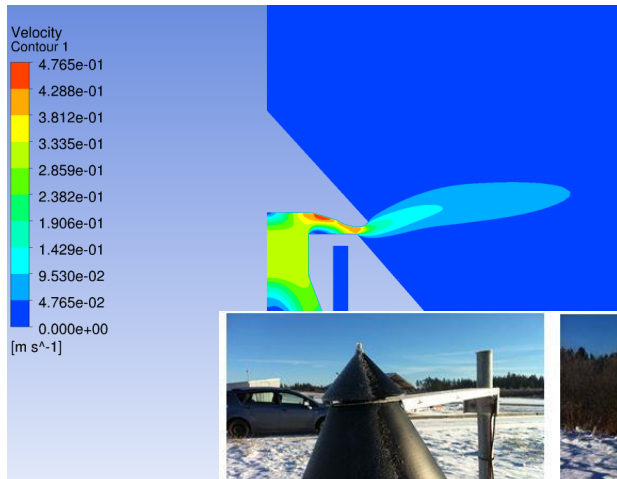 Velocity
Contour 1
4.765e-01
4.288e-01
3.812e-01
3.335e-01
2.859e-01
2.382e-01
1.906e-01
1.429e-01
9.530e-02
4.765e-02
0.000e+00
[m s^-1]